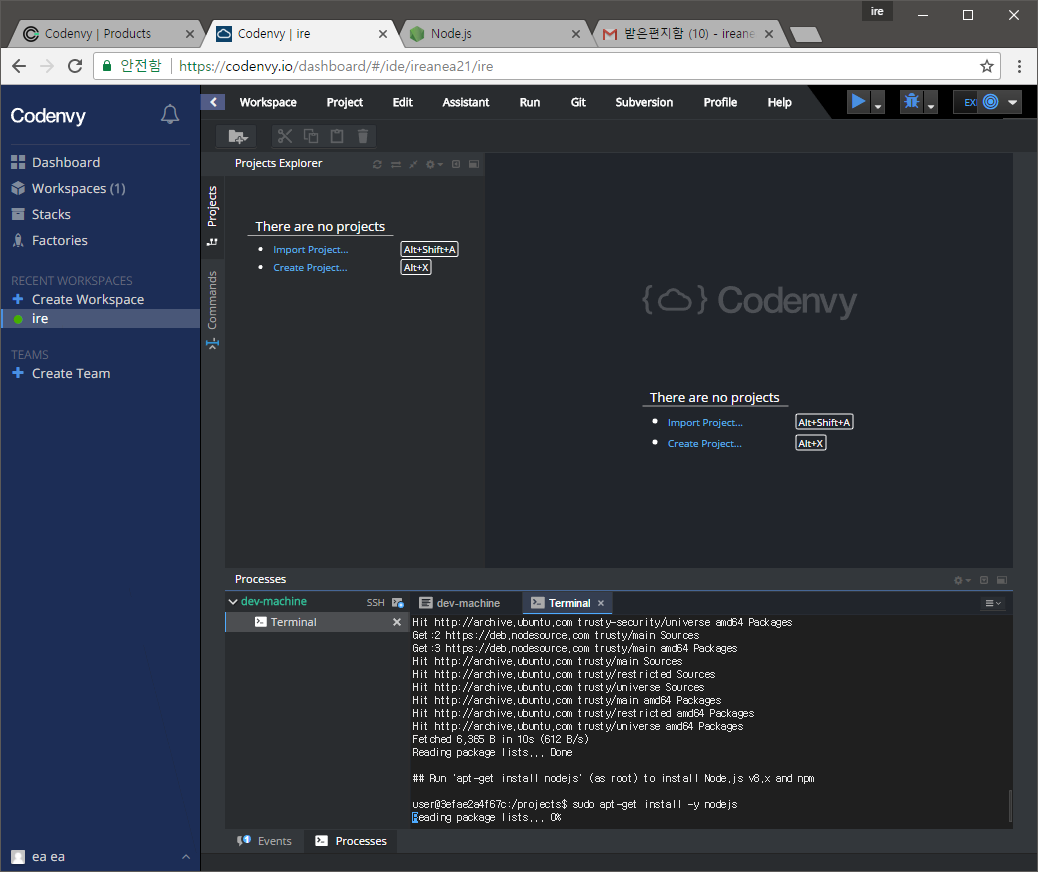 ire
Codenvy | Products
Codenvy | ire
Node.js
받은편지함 (10) - ireane
안전함
https://codenvy.io/dashboard/#/ide/ireanea21/ire
Codenvy
Workspace Project Edit Assistant Run Git Subversion Profile Help
EXE
Dashboard
Workspaces (1)
Stacks
Factories
RECENT WORKSPACES
Create Workspace
ire
TEAMS
Create Team
ea ea
Projects
Commands
Projects Explorer
There are no projects
Import Project... Alt+Shift+A
Create Project... Alt+X
{ } Codenvy
There are no projects
Import Project... Alt+Shift+A
Create Project... Alt+X
Processes
dev-machine SSH
Terminal
dev-machine Terminal
Hit http://archive.ubuntu.com trusty-security/universe amd64 Packages
Get:2 https://deb.nodesource.com trusty/main Sources
Get:3 https://deb.nodesource.com trusty/main amd64 Packages
Hit http://archive.ubuntu.com trusty/main Sources
Hit http://archive.ubuntu.com trusty/restricted Sources
Hit http://archive.ubuntu.com trusty/universe Sources
Hit http://archive.ubuntu.com trusty/main amd64 Packages
Hit http://archive.ubuntu.com trusty/restricted amd64 Packages
Hit http://archive.ubuntu.com trusty/universe amd64 Packages
Fetched 6,365 B in 10s (612 B/s)
Reading package lists... Done
## Run 'apt-get install nodejs' (as root) to install Node.js v8.x and npm
user@3efae2a4f67c:/projects$ sudo apt-get install -y nodejs
Reading package lists... 0%
Events Processes